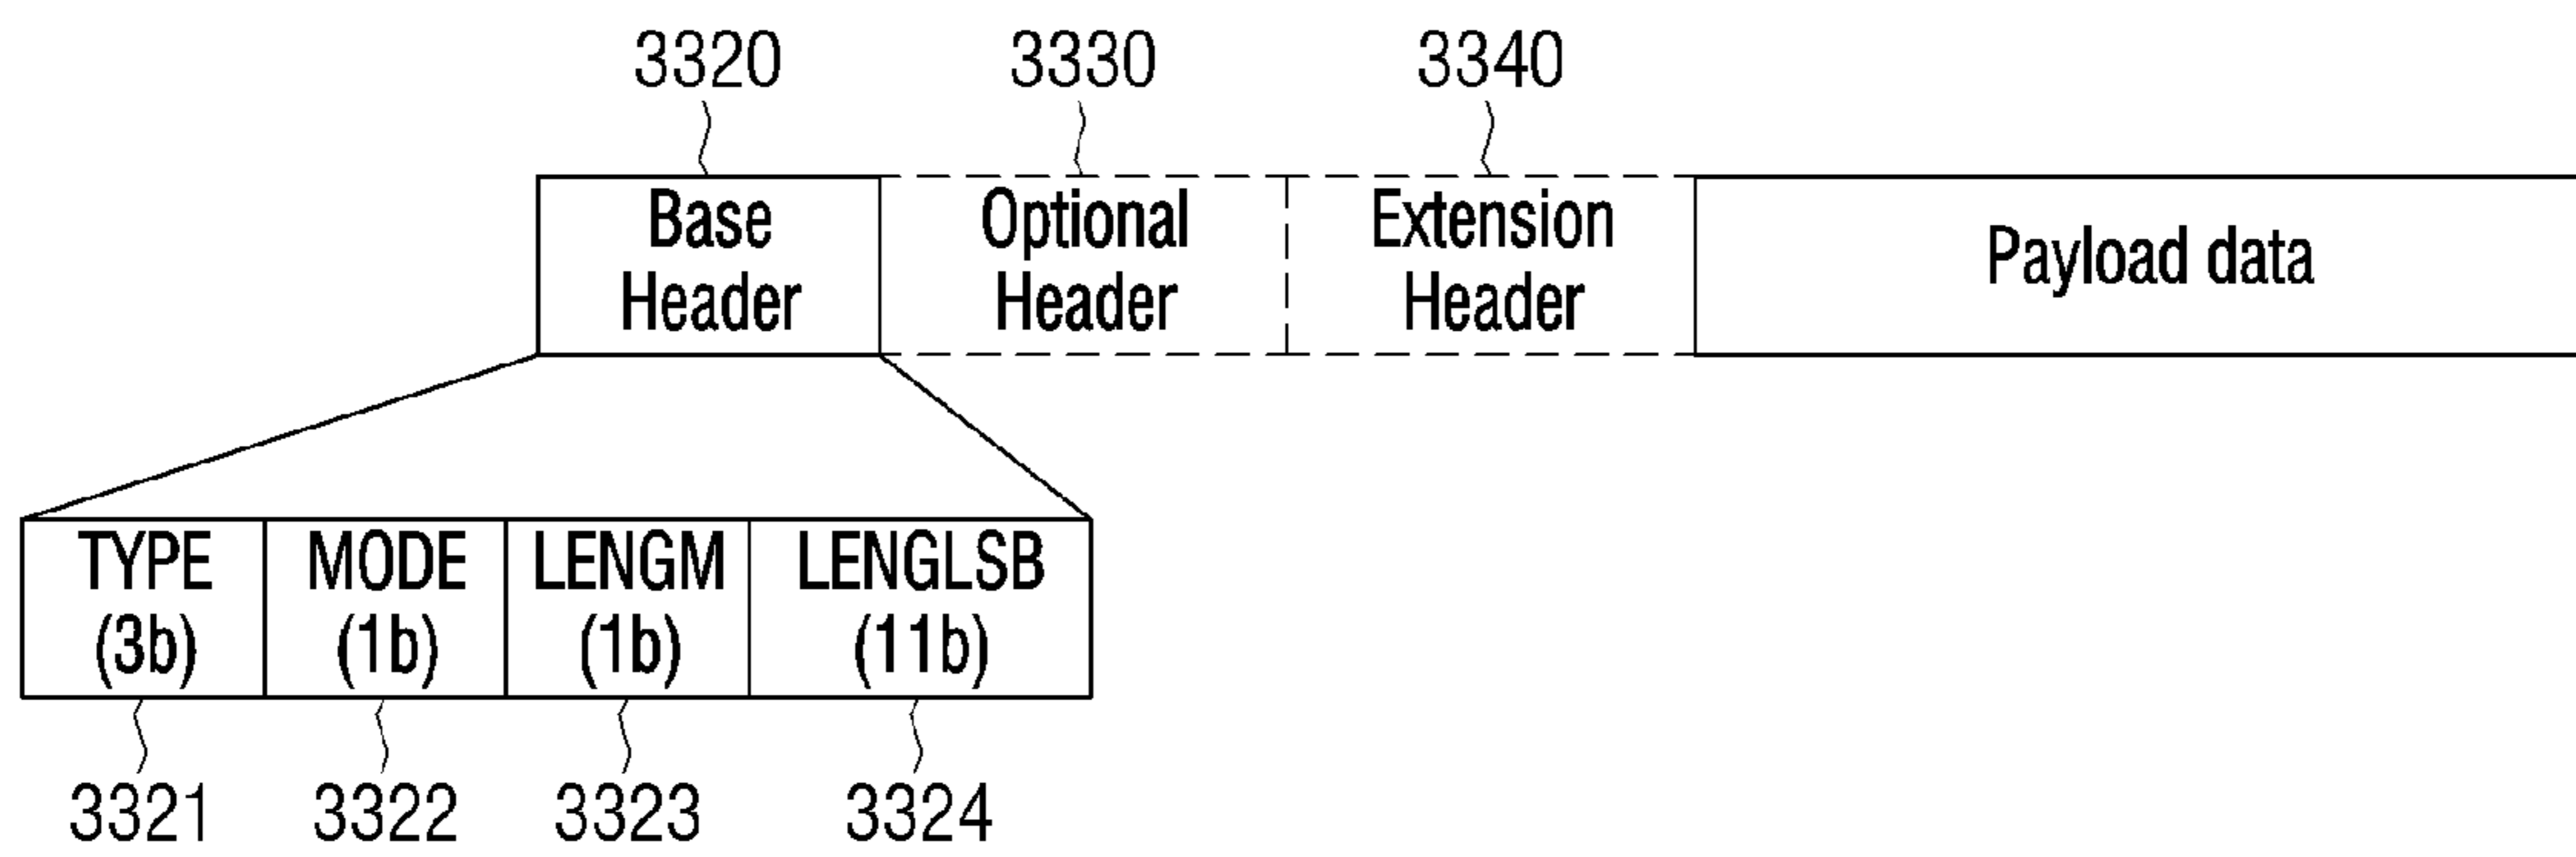 3320 3330 3340
Base Header
Optional Header
Extension Header
Payload data
TYPE (3b)
MODE (1b)
LENGM (1b)
LENGLSB (11b)
3321 3322 3323 3324